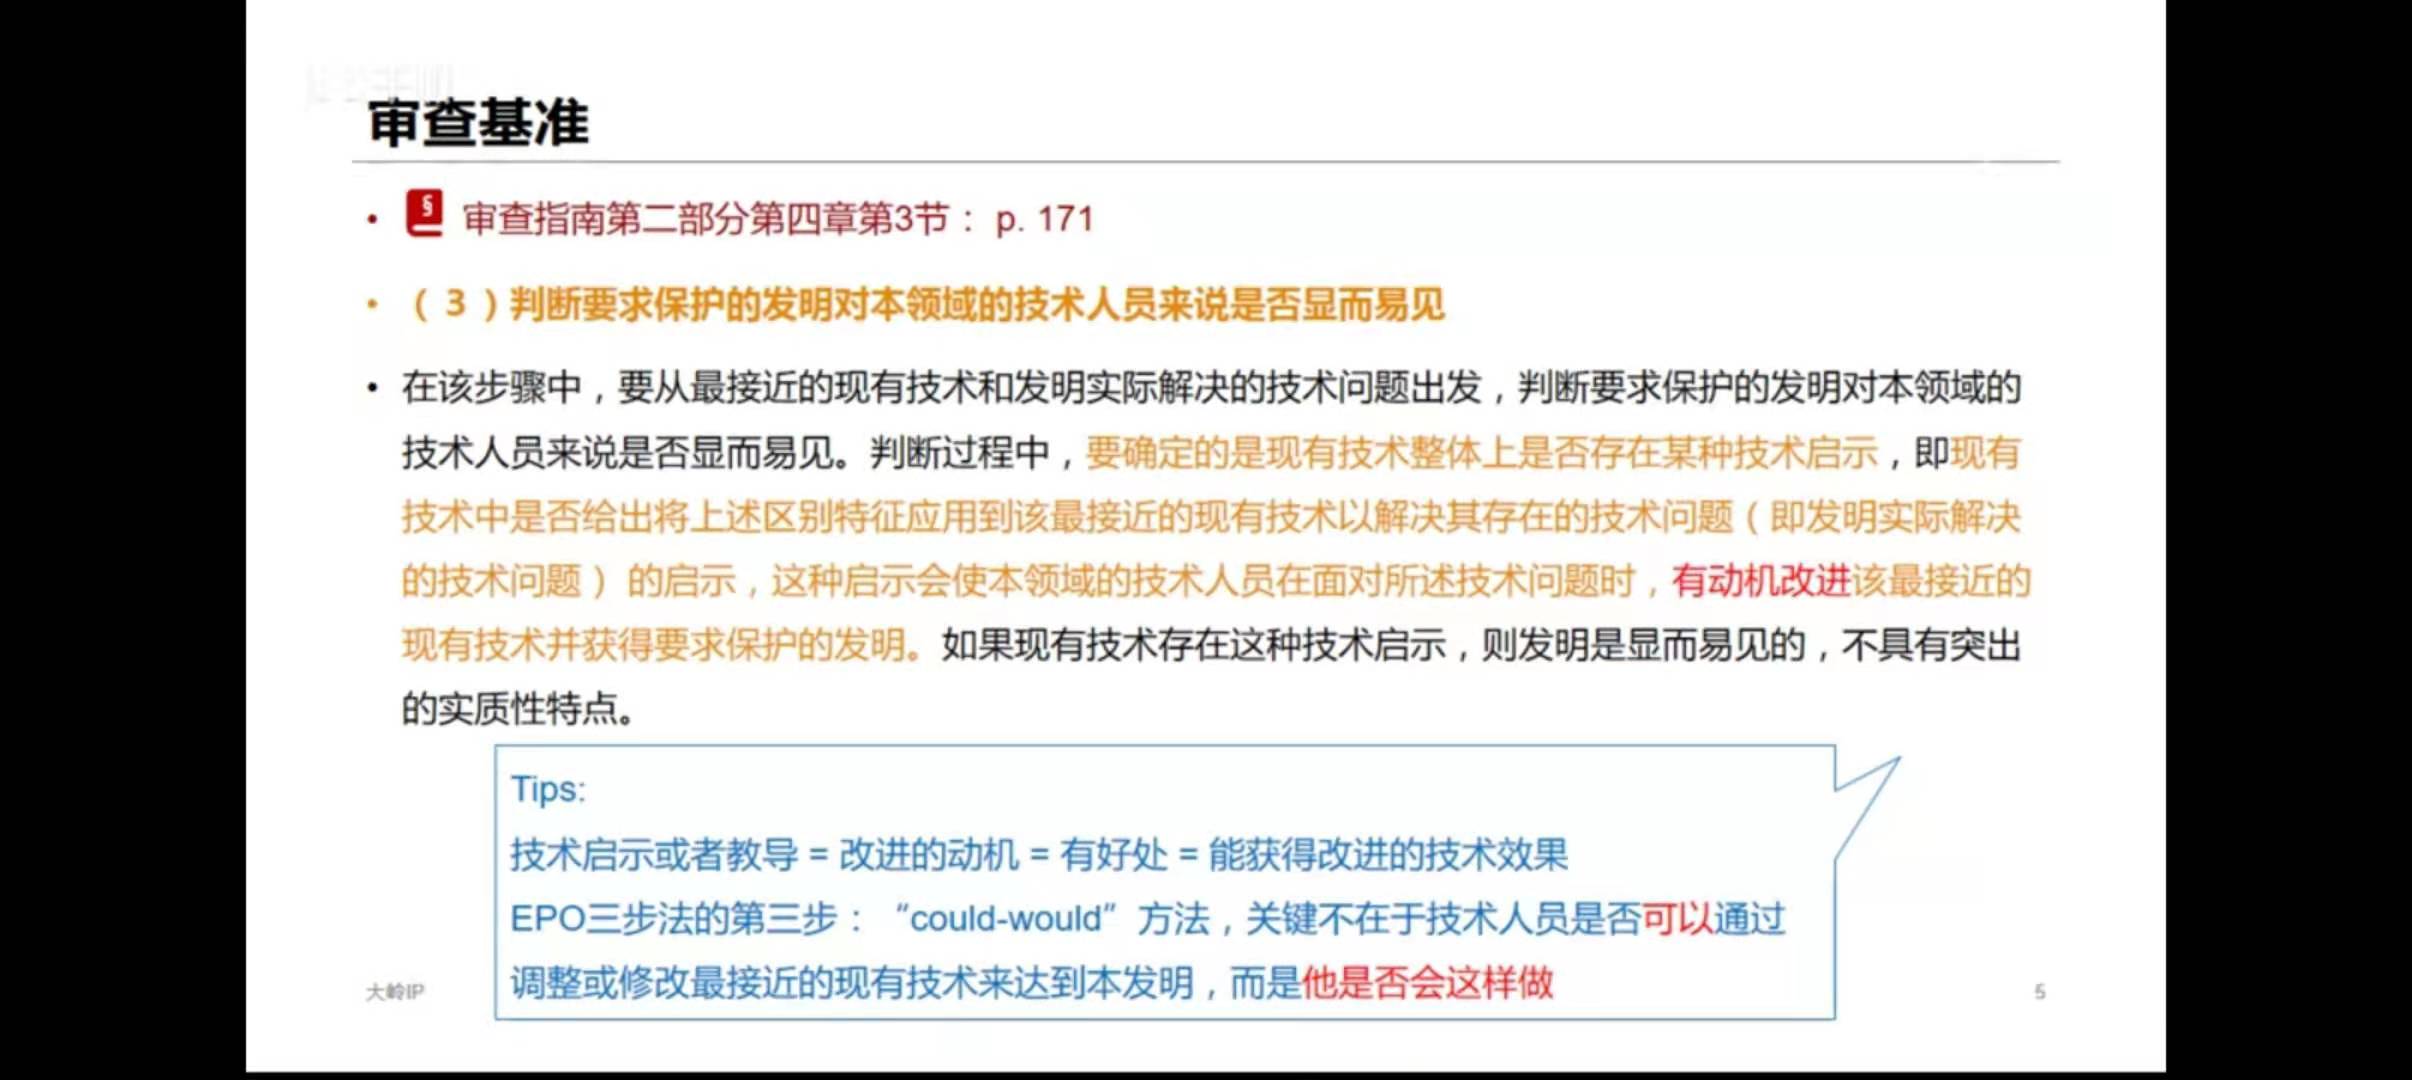 审查基准
• § 审查指南第二部分第四章第3节： p. 171
• （3）判断要求保护的发明对本领域的技术人员来说是否显而易见
• 在该步骤中，要从最接近的现有技术和发明实际解决的技术问题出发，判断要求保护的发明对本领域的
技术人员来说是否显而易见。判断过程中，要确定的是现有技术整体上是否存在某种技术启示，即现有
技术中是否给出将上述区别特征应用到该最接近的现有技术以解决其存在的技术问题（即发明实际解决
的技术问题） 的启示，这种启示会使本领域的技术人员在面对所述技术问题时，有动机改进该最接近的
现有技术并获得要求保护的发明。如果现有技术存在这种技术启示，则发明是显而易见的，不具有突出
的实质性特点。
Tips:
技术启示或者教导 = 改进的动机 = 有好处 = 能获得改进的技术效果
EPO三步法的第三步：“could-would”方法，关键不在于技术人员是否可以通过
调整或修改最接近的现有技术来达到本发明，而是他是否会这样做
大岭IP
5